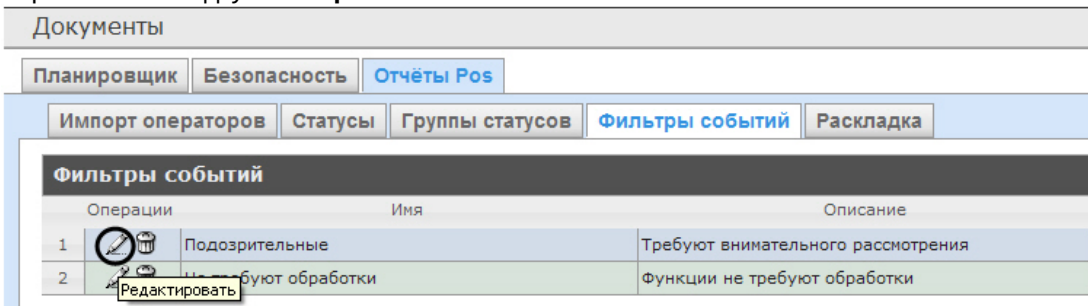 Документы
Планировщик Безопасность Отчёты Pos
Импорт операторов Статусы Группы статусов Фильтры событий Раскладка
Фильтры событий
Операции Имя Описание
1 Подозрительные Требуют внимательного рассмотрения
2 требуют обработки Функции не требуют обработки
Редактировать